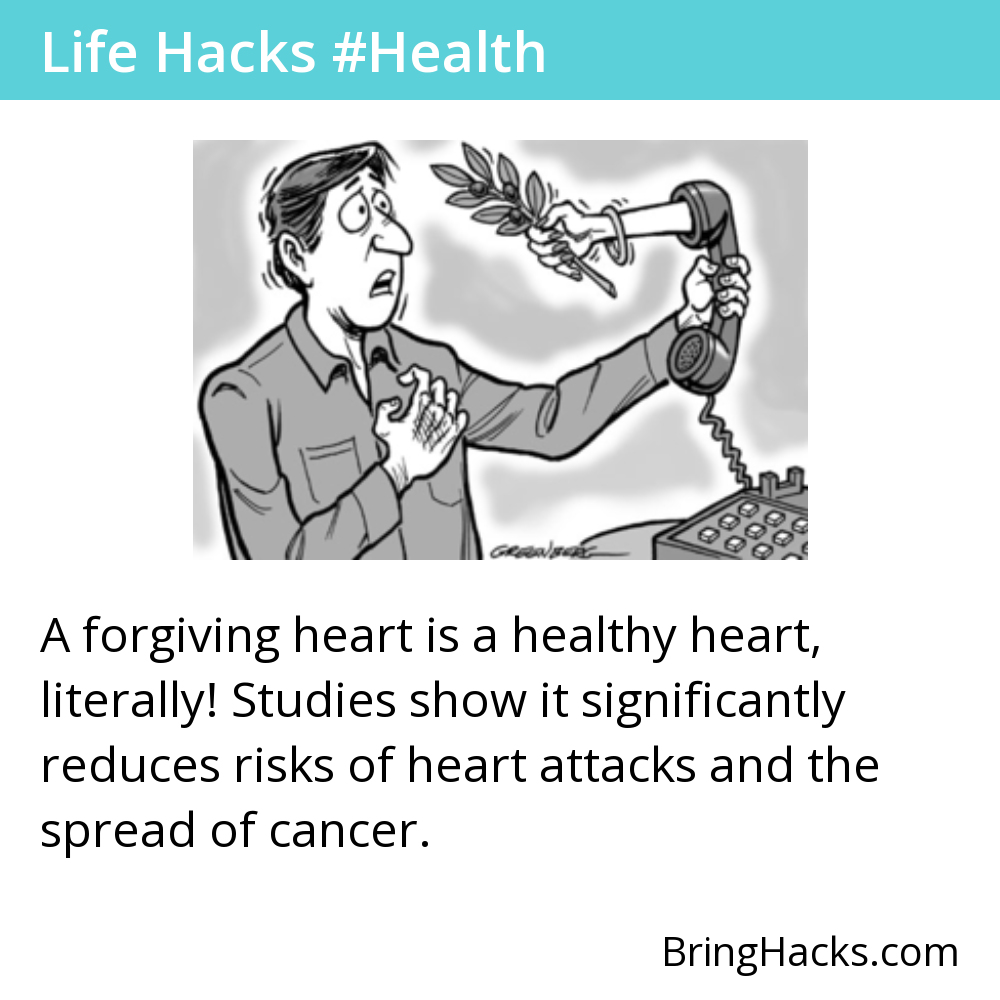 Life Hacks #Health
GREENBERG
A forgiving heart is a healthy heart,
literally! Studies show it significantly
reduces risks of heart attacks and the
spread of cancer.
BringHacks.com